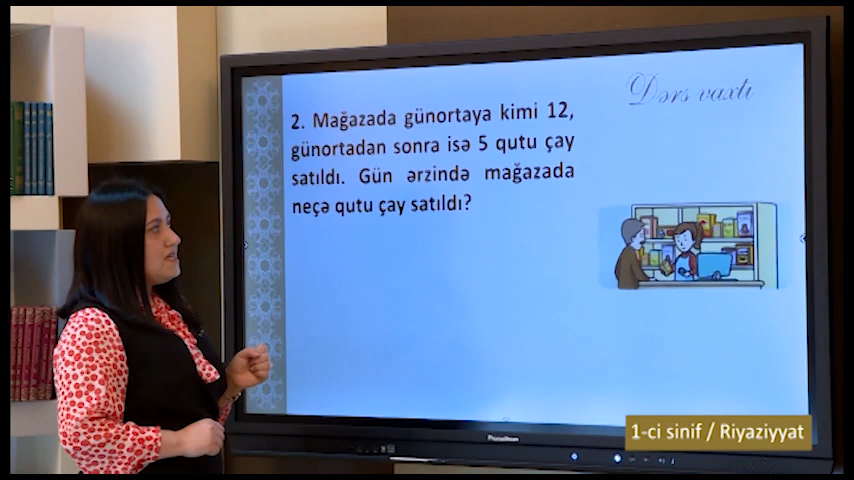 Dərs vaxtı
2. Mağazada günortaya kimi 12,
günortadan sonra isə 5 qutu çay
satıldı. Gün ərzində mağazada
neçə qutu çay satıldı?
1-ci sinif / Riyaziyyat
Promethean